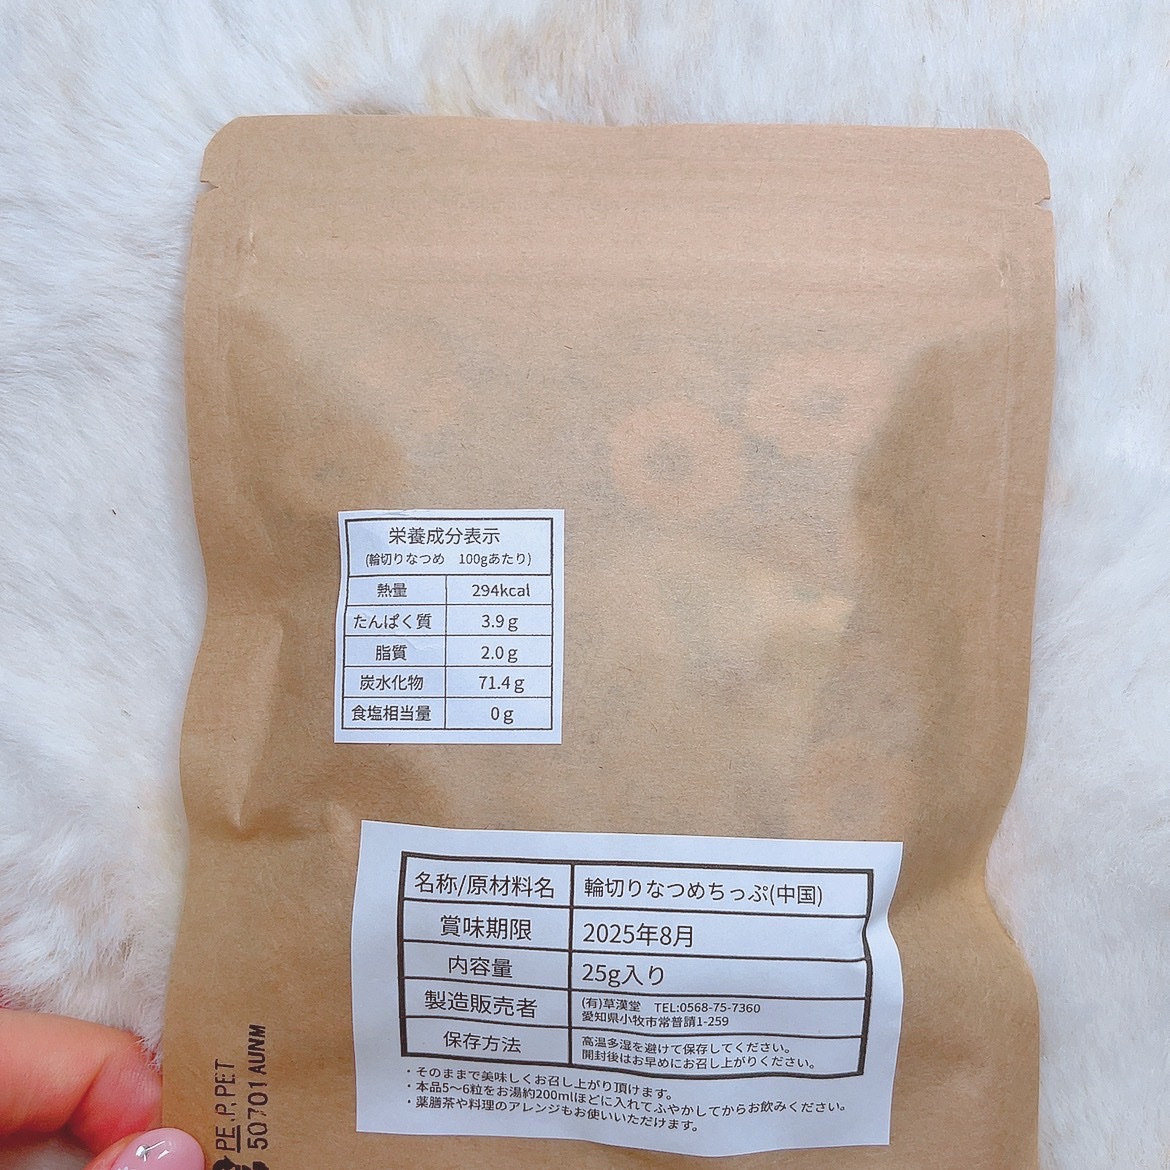 栄養成分表示
(輪切りなつめ　100gあたり)
熱量 294kcal
たんぱく質 3.9g
脂質 2.0g
炭水化物 71.4g
食塩相当量 0g
名称/原材料名 輪切りなつめちっぷ(中国)
賞味期限 2025年8月
内容量 25g入り
製造販売者 (有)草漢堂　TEL:0568-75-7360
愛知県小牧市常普請1-259
保存方法 高温多湿を避けて保存してください。
開封後はお早めにお召し上がりください。
・そのままで美味しくお召し上がり頂けます。
・本品5～6粒をお湯約200mlほどに入れてふやかしてからお飲みください。
・薬膳茶や料理のアレンジもお使いいただけます。
PE.P.PET
50701 AUNM